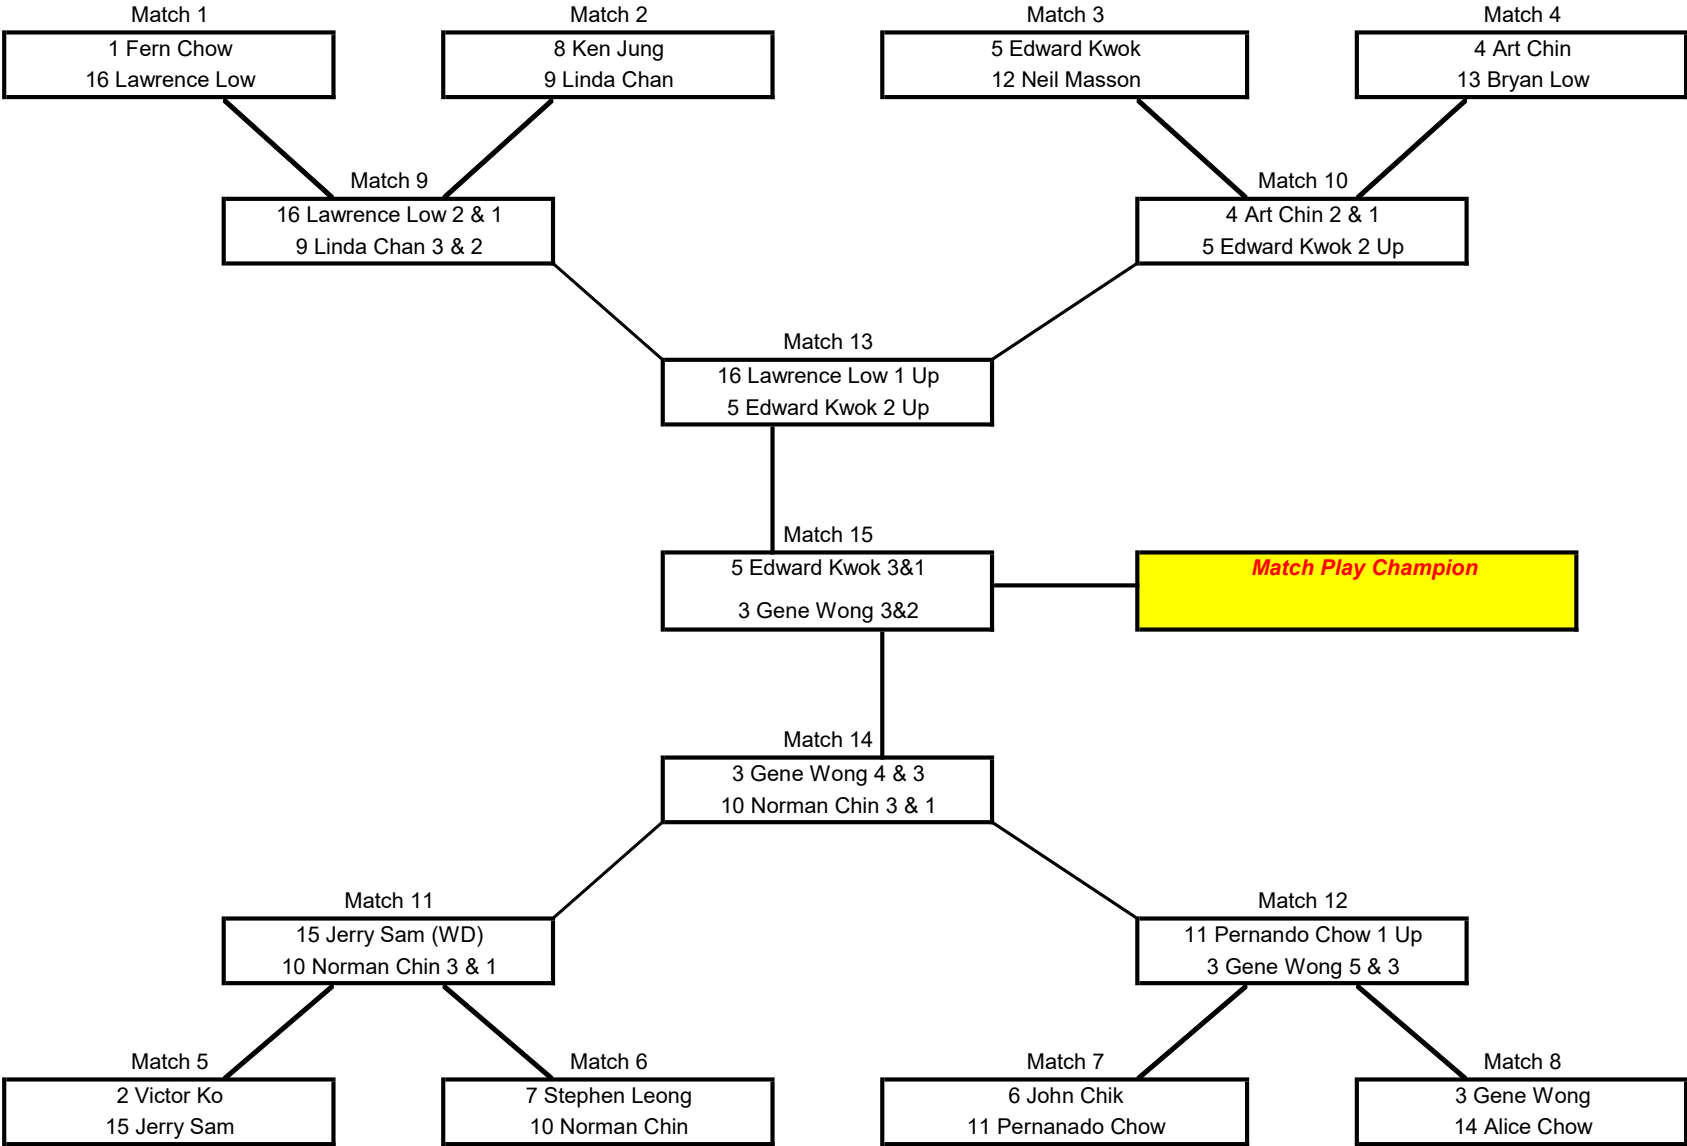 Match 1
Match 2
Match 3
Match 4
1 Fern Chow
16 Lawrence Low
8 Ken Jung
9 Linda Chan
5 Edward Kwok
12 Neil Masson
4 Art Chin
13 Bryan Low
Match 9
Match 10
16 Lawrence Low 2 & 1
9 Linda Chan 3 & 2
4 Art Chin 2 & 1
5 Edward Kwok 2 Up
Match 13
16 Lawrence Low 1 Up
5 Edward Kwok 2 Up
Match 15
5 Edward Kwok 3&1
3 Gene Wong 3&2
Match Play Champion
Match 14
3 Gene Wong 4 & 3
10 Norman Chin 3 & 1
Match 11
Match 12
15 Jerry Sam (WD)
10 Norman Chin 3 & 1
11 Pernando Chow 1 Up
3 Gene Wong 5 & 3
Match 5
Match 6
Match 7
Match 8
2 Victor Ko
15 Jerry Sam
7 Stephen Leong
10 Norman Chin
6 John Chik
11 Pernanado Chow
3 Gene Wong
14 Alice Chow